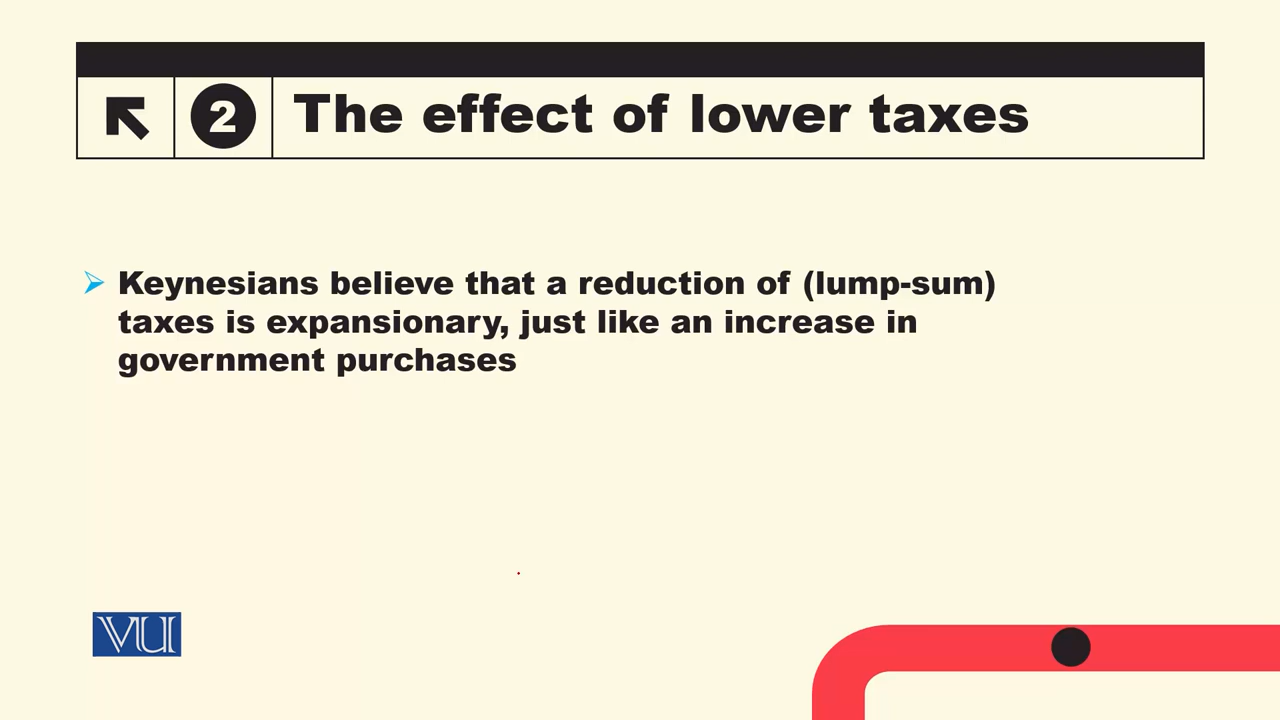 2 The effect of lower taxes
Keynesians believe that a reduction of (lump-sum)
taxes is expansionary, just like an increase in
government purchases
VU